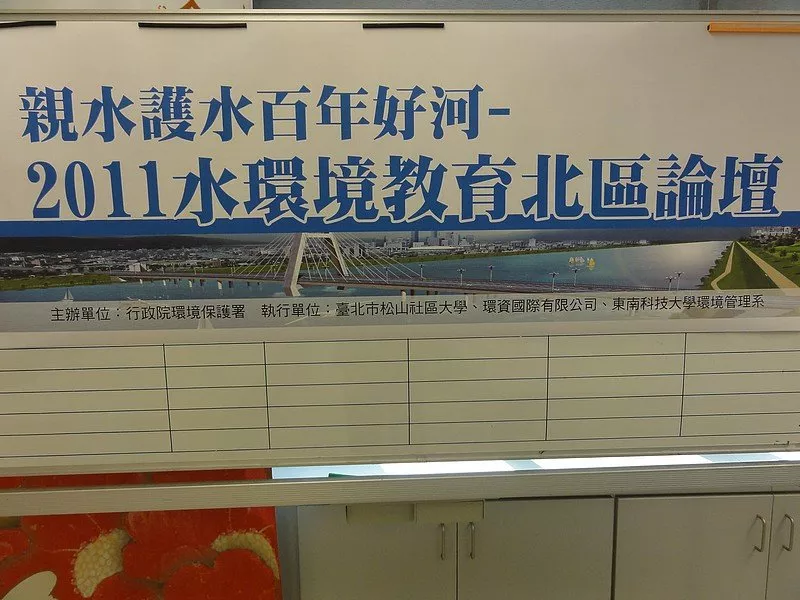 親水護水百年好河-
2011水環境教育北區論壇
主辦單位：行政院環境保護署　執行單位：臺北市松山社區大學、環資國際有限公司、東南科技大學環境管理系